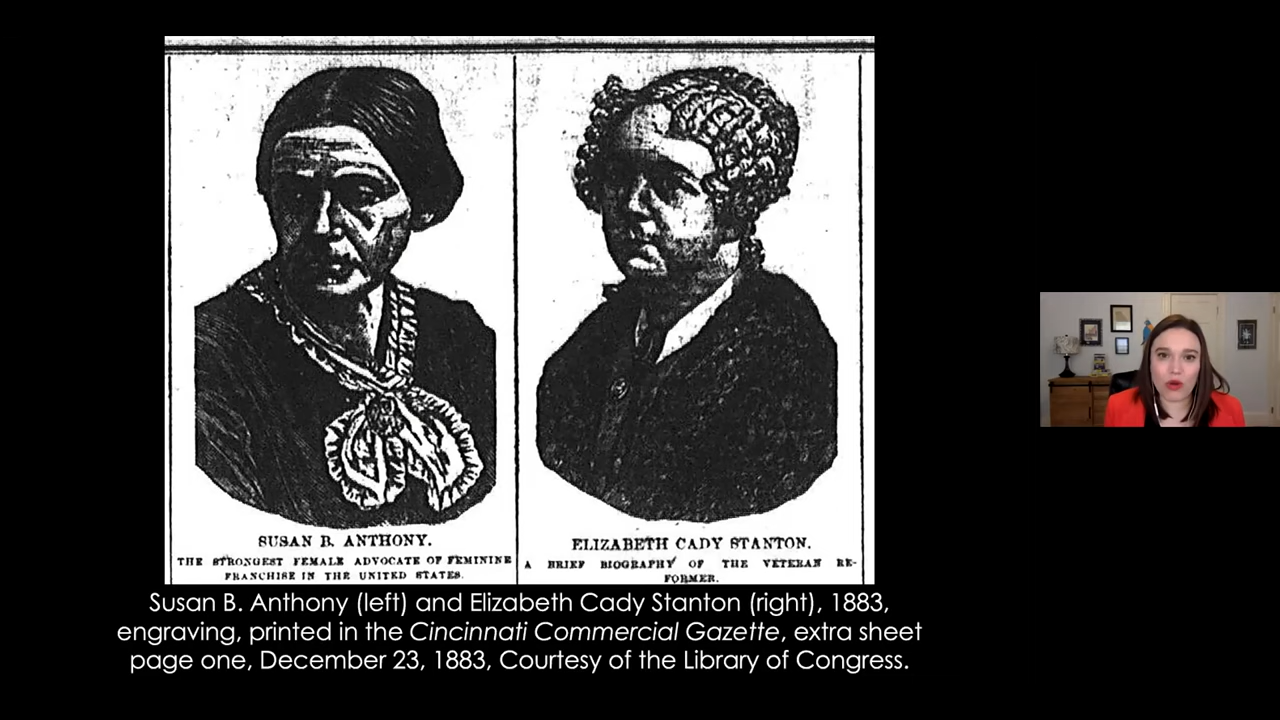 SUSAN B. ANTHONY.
THE STRONGEST FEMALE ADVOCATE OF FEMININE
FRANCHISE IN THE UNITED STATES.
ELIZABETH CADY STANTON.
A BRIEF BIOGRAPHY OF THE VETERAN RE-
FORMER.
Susan B. Anthony (left) and Elizabeth Cady Stanton (right), 1883,
engraving, printed in the Cincinnati Commercial Gazette, extra sheet
page one, December 23, 1883, Courtesy of the Library of Congress.